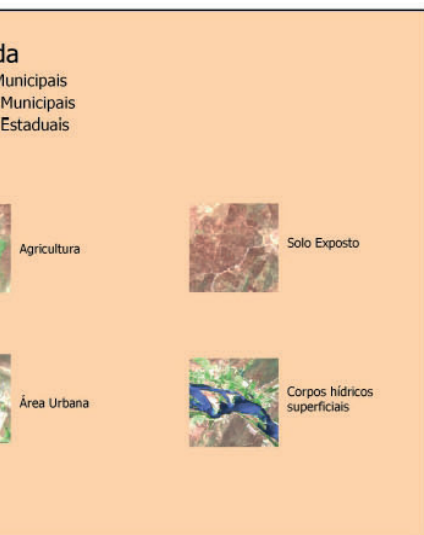 da
Municipais
Municipais
Estaduais
Agricultura
Solo Exposto
Área Urbana
Corpos hídricos
superficiais